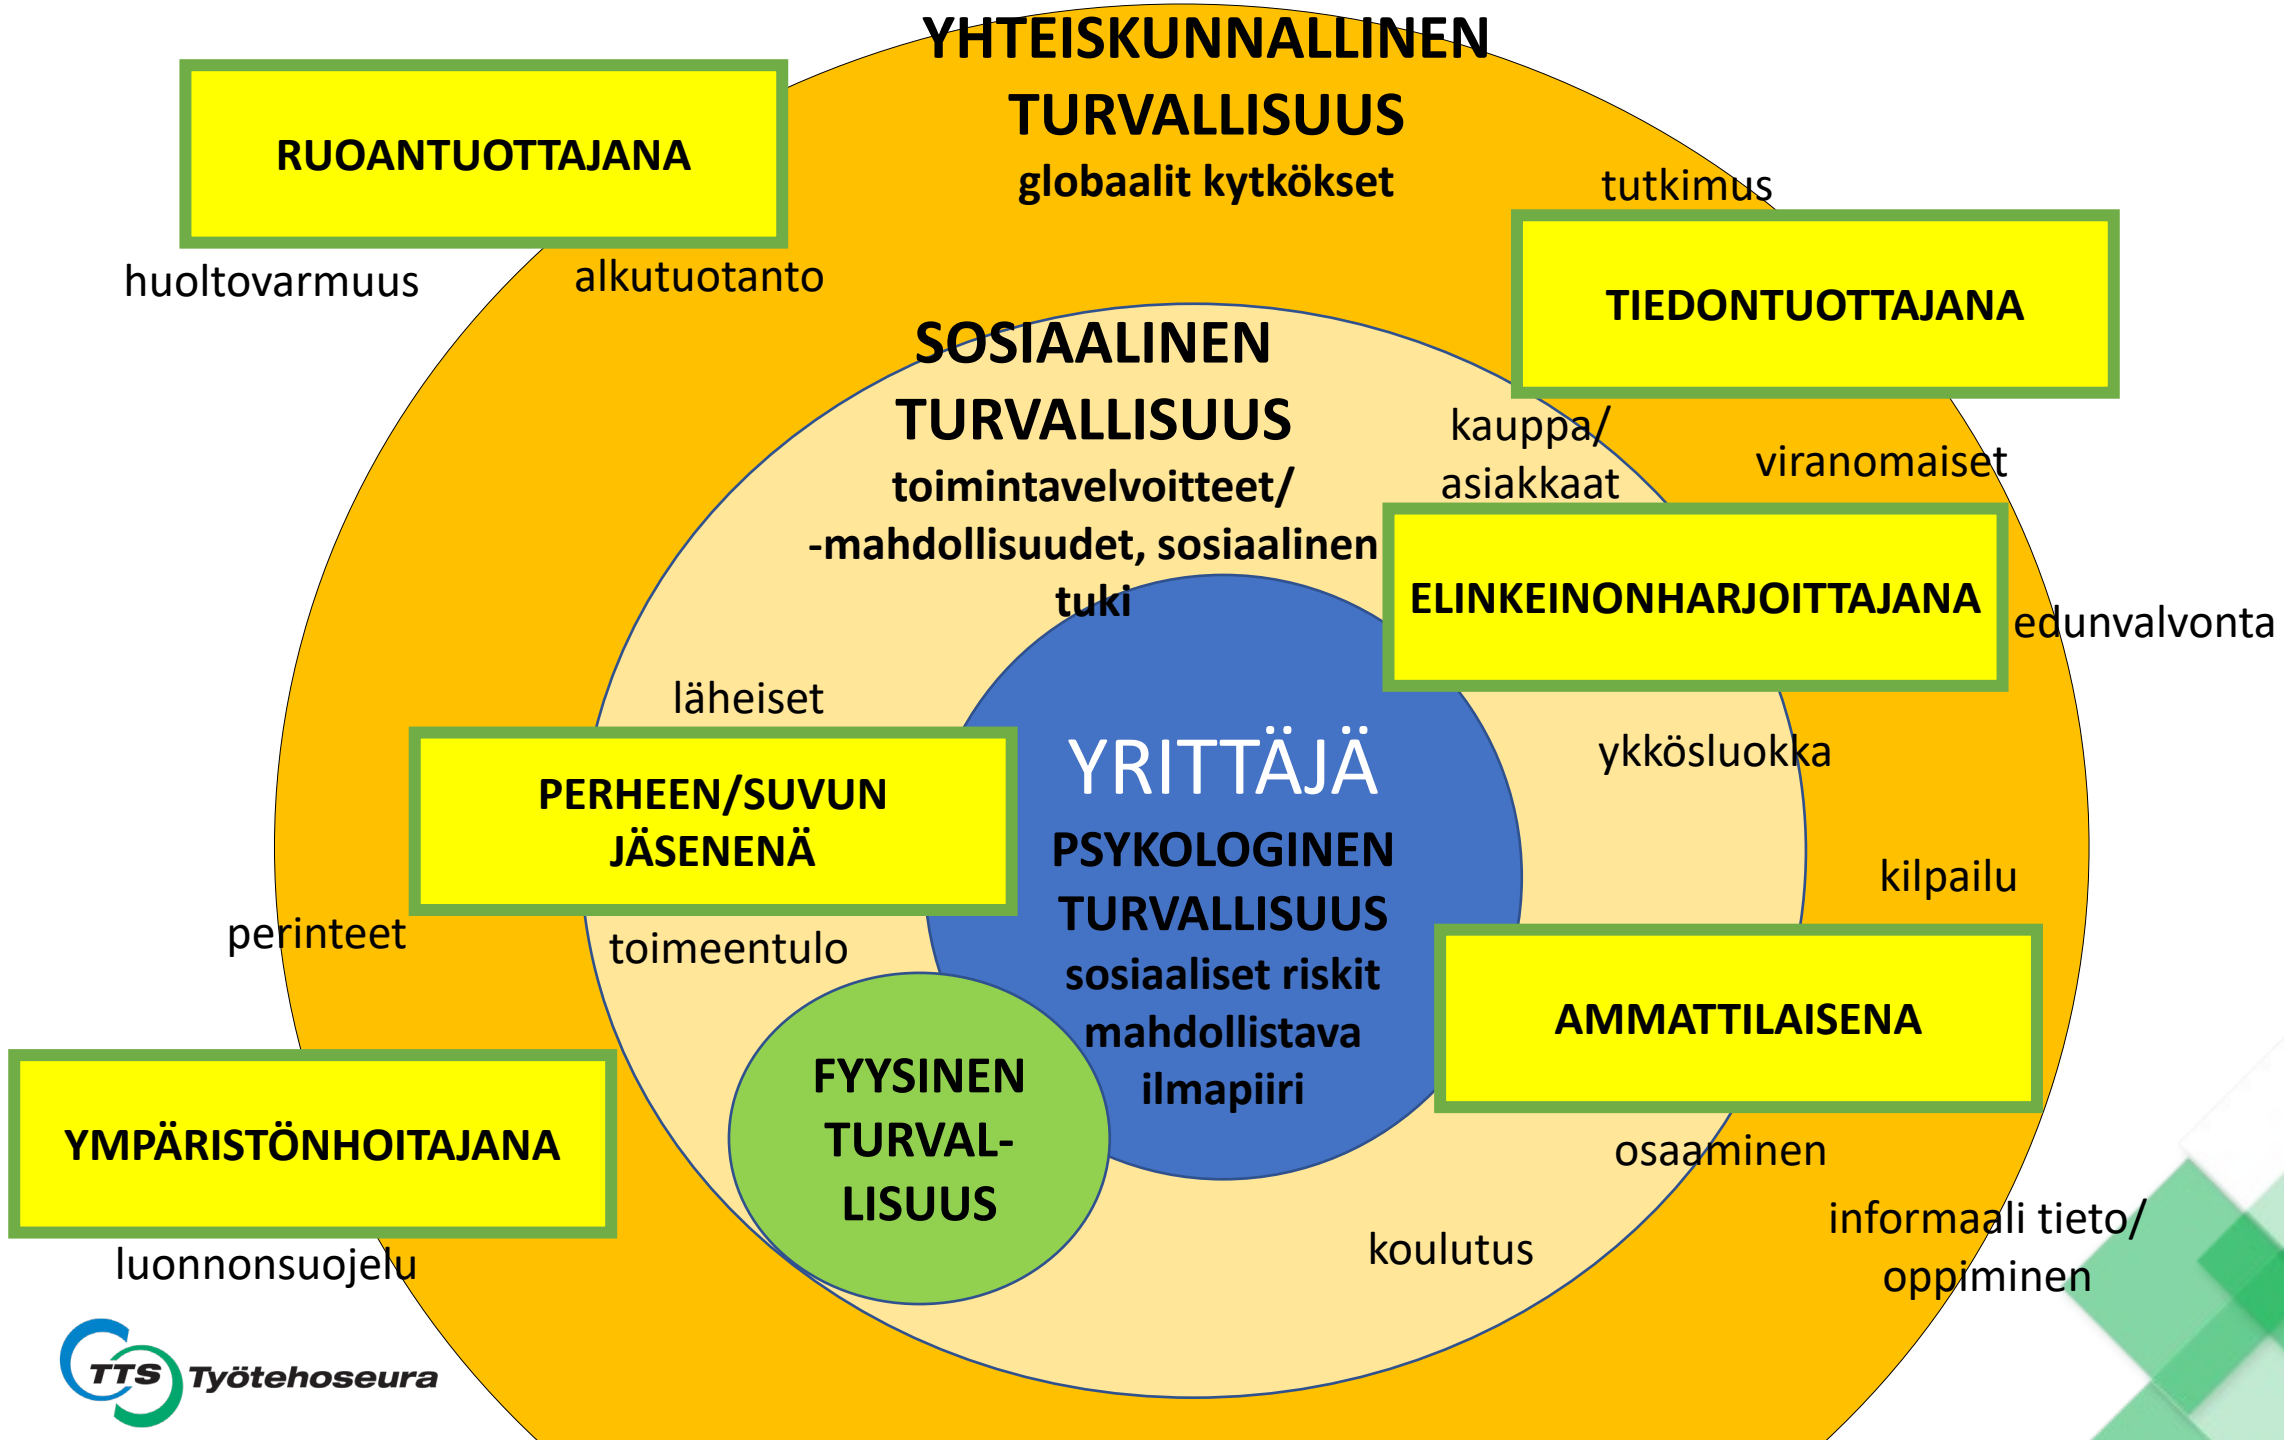 YHTEISKUNNALLINEN
TURVALLISUUS
globaalit kytkökset
RUOANTUOTTAJANA
huoltovarmuus
alkutuotanto
tutkimus
TIEDONTUOTTAJANA
SOSIAALINEN
TURVALLISUUS
toimintavelvoitteet/
-mahdollisuudet, sosiaalinen
tuki
kauppa/
asiakkaat
viranomaiset
ELINKEINONHARJOITTAJANA
edunvalvonta
läheiset
PERHEEN/SUVUN
JÄSENENÄ
perinteet
toimeentulo
YRITTÄJÄ
PSYKOLOGINEN
TURVALLISUUS
sosiaaliset riskit
mahdollistava
ilmapiiri
ykkösluokka
kilpailu
AMMATTILAISENA
osaaminen
informaali tieto/
oppiminen
koulutus
FYYSINEN
TURVAL-
LISUUS
YMPÄRISTÖNHOITAJANA
luonnonsuojelu
TTS Työtehoseura